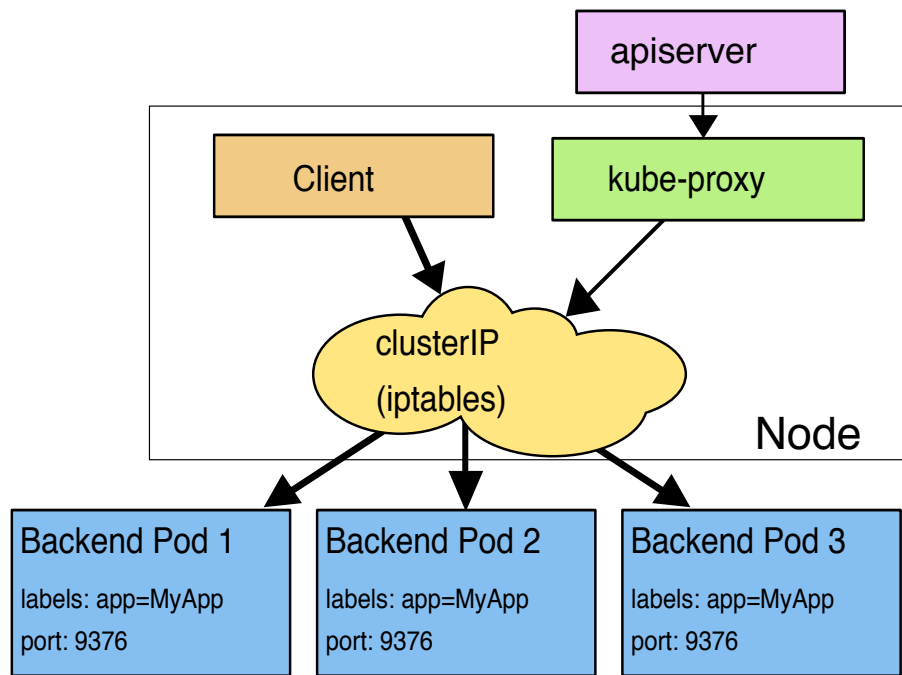 apiserver
Client
kube-proxy
clusterIP
(iptables)
Node
Backend Pod 1
labels: app=MyApp
port: 9376
Backend Pod 2
labels: app=MyApp
port: 9376
Backend Pod 3
labels: app=MyApp
port: 9376